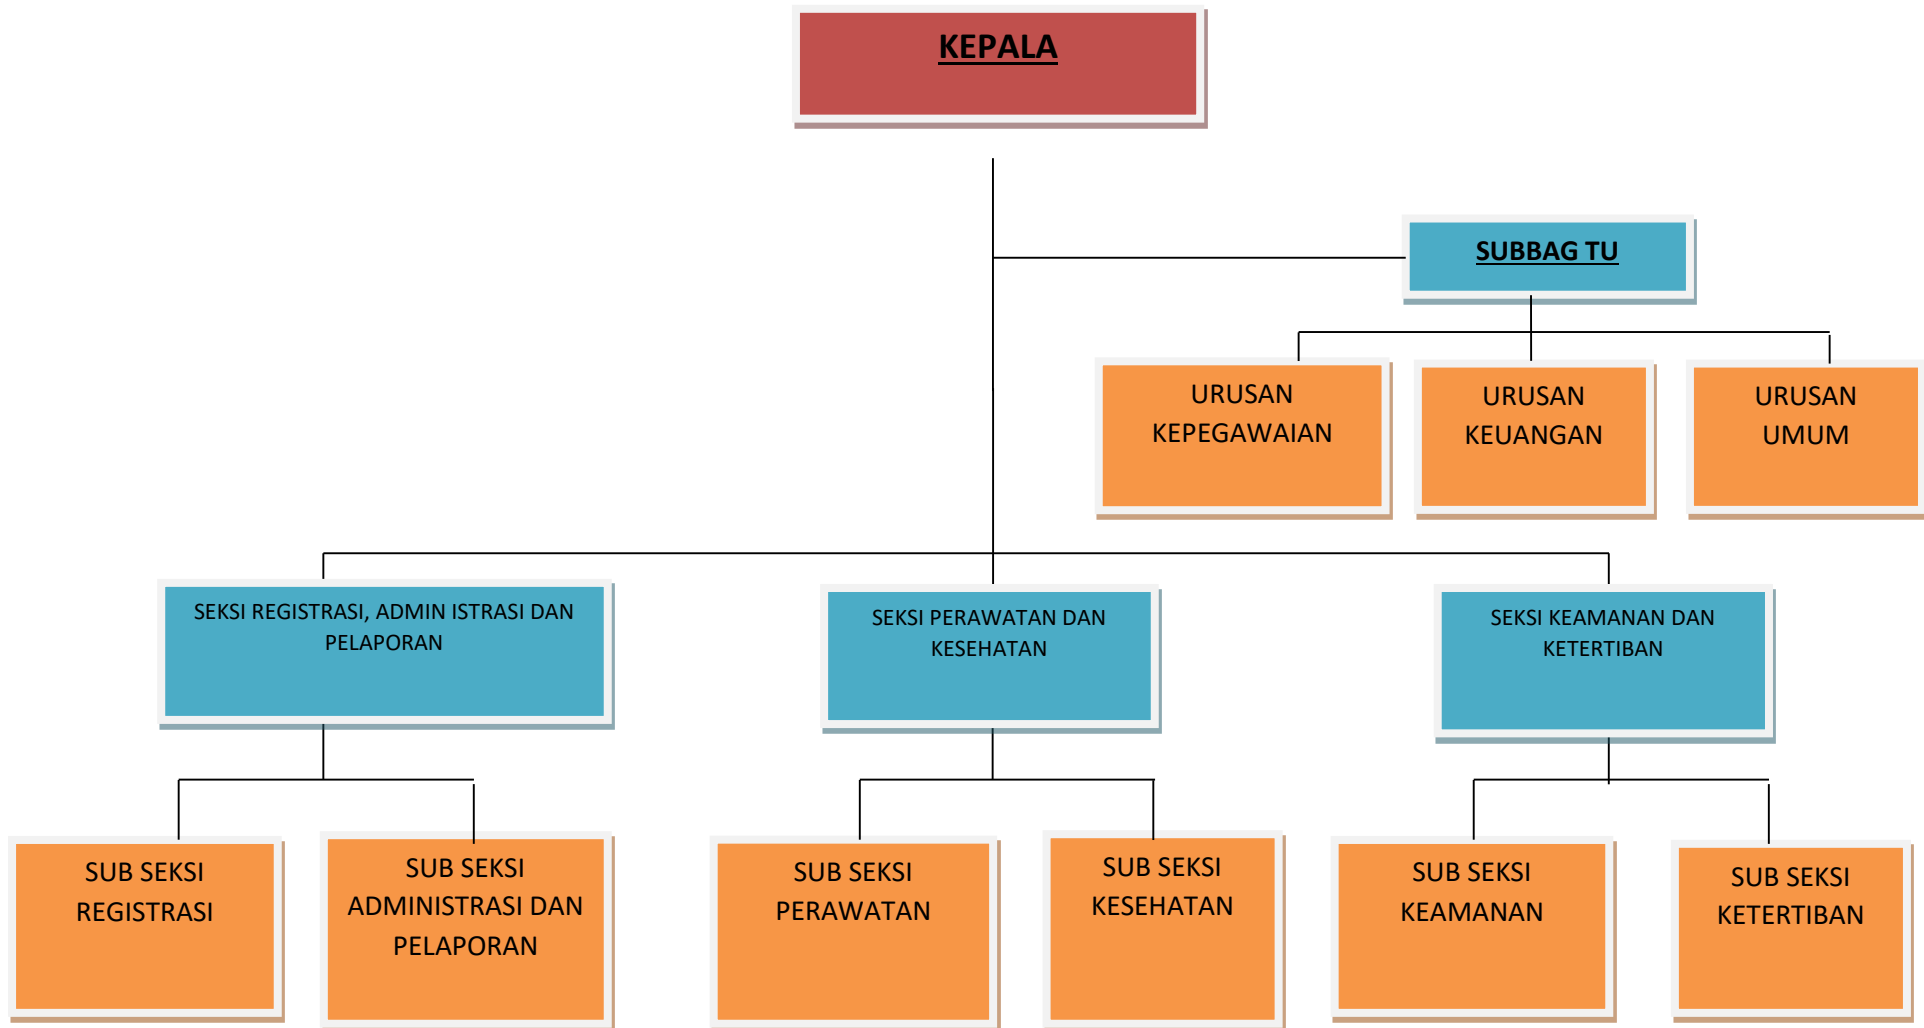 KEPALA
SUBBAG TU
URUSAN
KEPEGAWAIAN
URUSAN
KEUANGAN
URUSAN
UMUM
SEKSI REGISTRASI, ADMIN ISTRASI DAN
PELAPORAN
SEKSI PERAWATAN DAN
KESEHATAN
SEKSI KEAMANAN DAN
KETERTIBAN
SUB SEKSI
REGISTRASI
SUB SEKSI
ADMINISTRASI DAN
PELAPORAN
SUB SEKSI
PERAWATAN
SUB SEKSI
KESEHATAN
SUB SEKSI
KEAMANAN
SUB SEKSI
KETERTIBAN